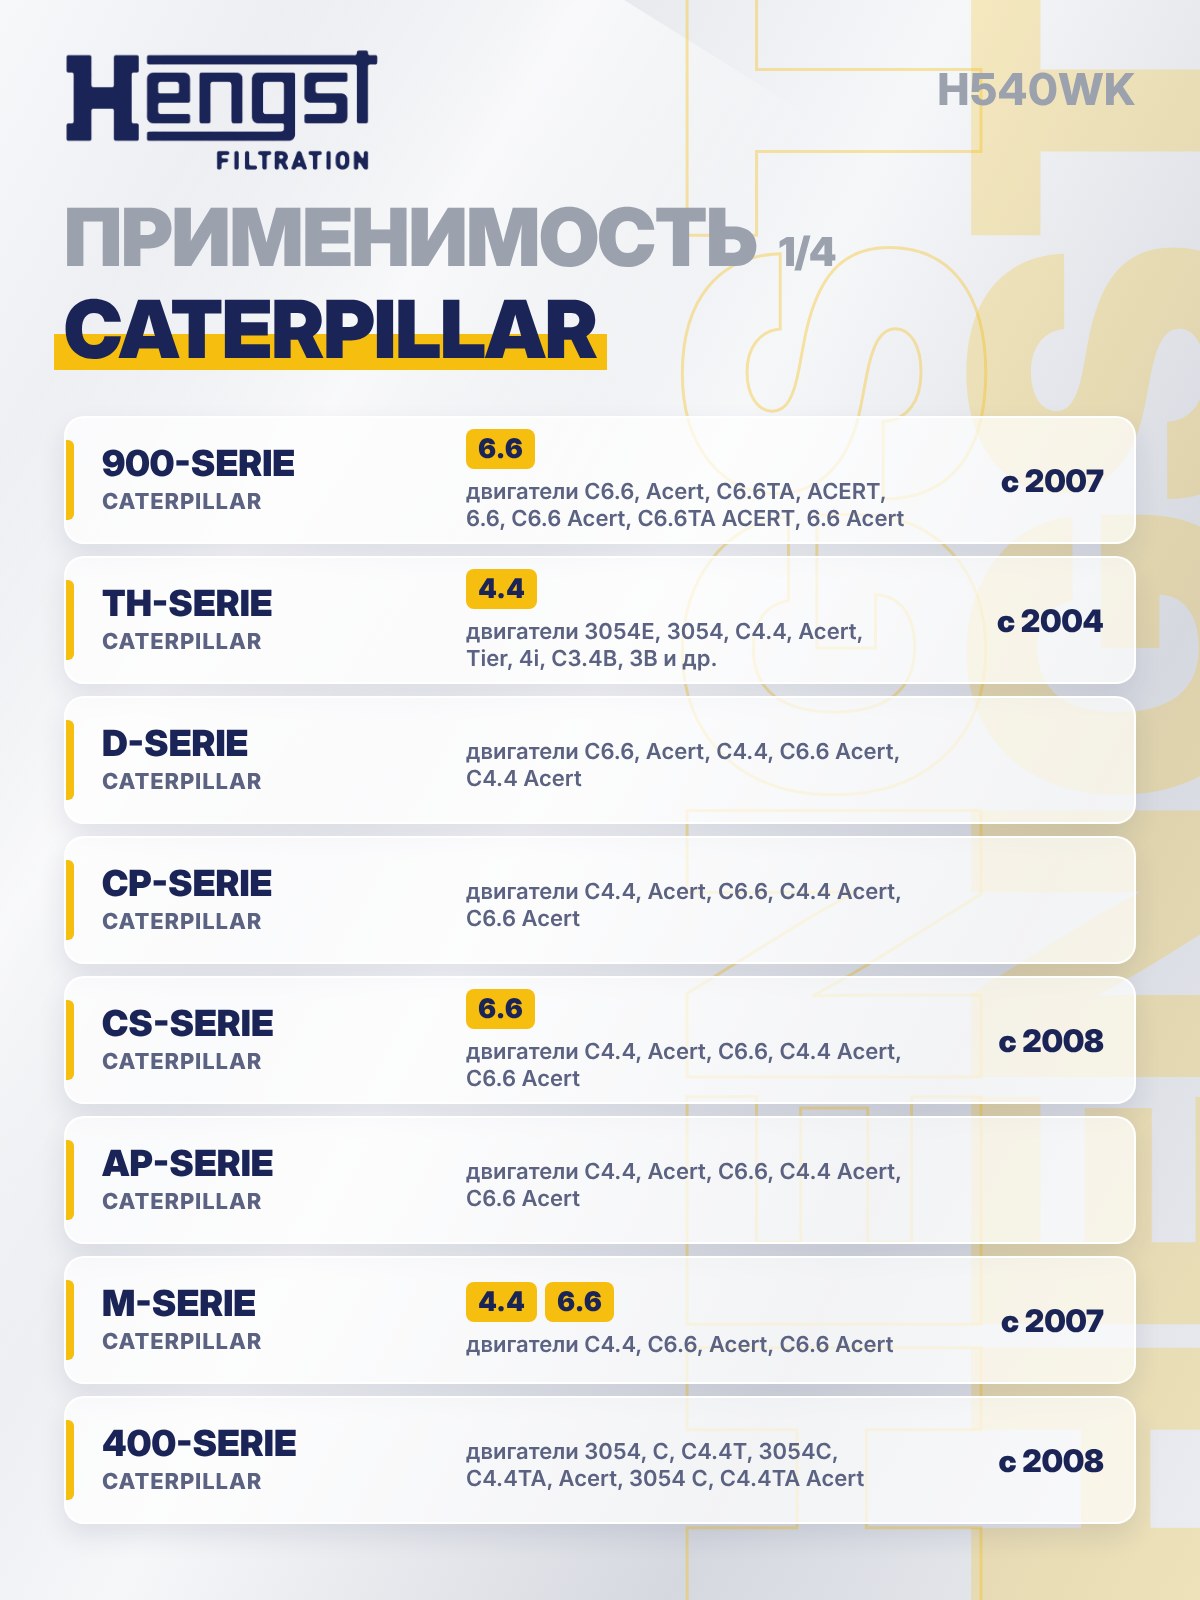 Hengst
FILTRATION
H540WK
ПРИМЕНИМОСТЬ 1/4
CATERPILLAR
900-SERIE
CATERPILLAR
6.6
двигатели C6.6, Acert, C6.6TA, ACERT,
6.6, C6.6 Acert, C6.6TA ACERT, 6.6 Acert
с 2007
TH-SERIE
CATERPILLAR
4.4
двигатели 3054E, 3054, C4.4, Acert,
Tier, 4i, C3.4B, 3B и др.
с 2004
D-SERIE
CATERPILLAR
двигатели C6.6, Acert, C4.4, C6.6 Acert,
C4.4 Acert
CP-SERIE
CATERPILLAR
двигатели C4.4, Acert, C6.6, C4.4 Acert,
C6.6 Acert
CS-SERIE
CATERPILLAR
6.6
двигатели C4.4, Acert, C6.6, C4.4 Acert,
C6.6 Acert
с 2008
AP-SERIE
CATERPILLAR
двигатели C4.4, Acert, C6.6, C4.4 Acert,
C6.6 Acert
M-SERIE
CATERPILLAR
4.4 6.6
двигатели C4.4, C6.6, Acert, C6.6 Acert
с 2007
400-SERIE
CATERPILLAR
двигатели 3054, C, C4.4T, 3054C,
C4.4TA, Acert, 3054 C, C4.4TA Acert
с 2008
HENGST
HENGST